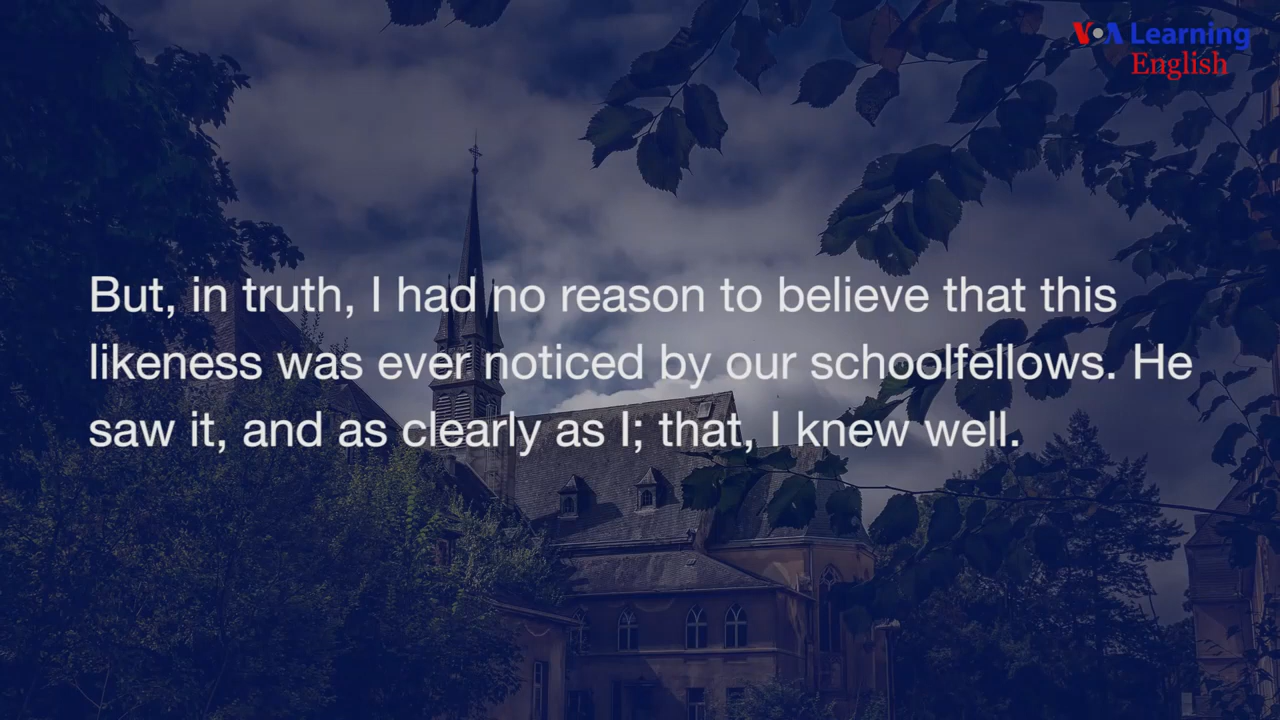 VOA Learning
English
But, in truth, I had no reason to believe that this
likeness was ever noticed by our schoolfellows. He
saw it, and as clearly as I; that, I knew well.